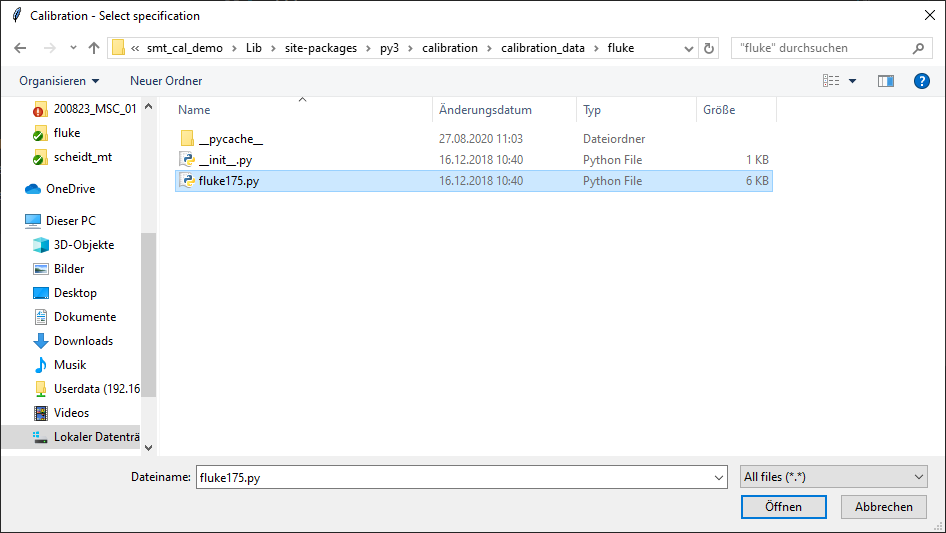 Calibration - Select specification
« smt_cal_demo › Lib › site-packages › py3 › calibration › calibration_data › fluke
"fluke" durchsuchen
Organisieren
Neuer Ordner
?
Name Änderungsdatum Typ Größe
200823_MSC_01
fluke
scheidt_mt
OneDrive
Dieser PC
3D-Objekte
Bilder
Desktop
Dokumente
Downloads
Musik
Userdata (192.16
Videos
Lokaler Datenträ
__pycache__ 27.08.2020 11:03 Dateiordner
__init__.py 16.12.2018 10:40 Python File 1 KB
fluke175.py 16.12.2018 10:40 Python File 6 KB
Dateiname: fluke175.py
All files (*.*)
Öffnen Abbrechen